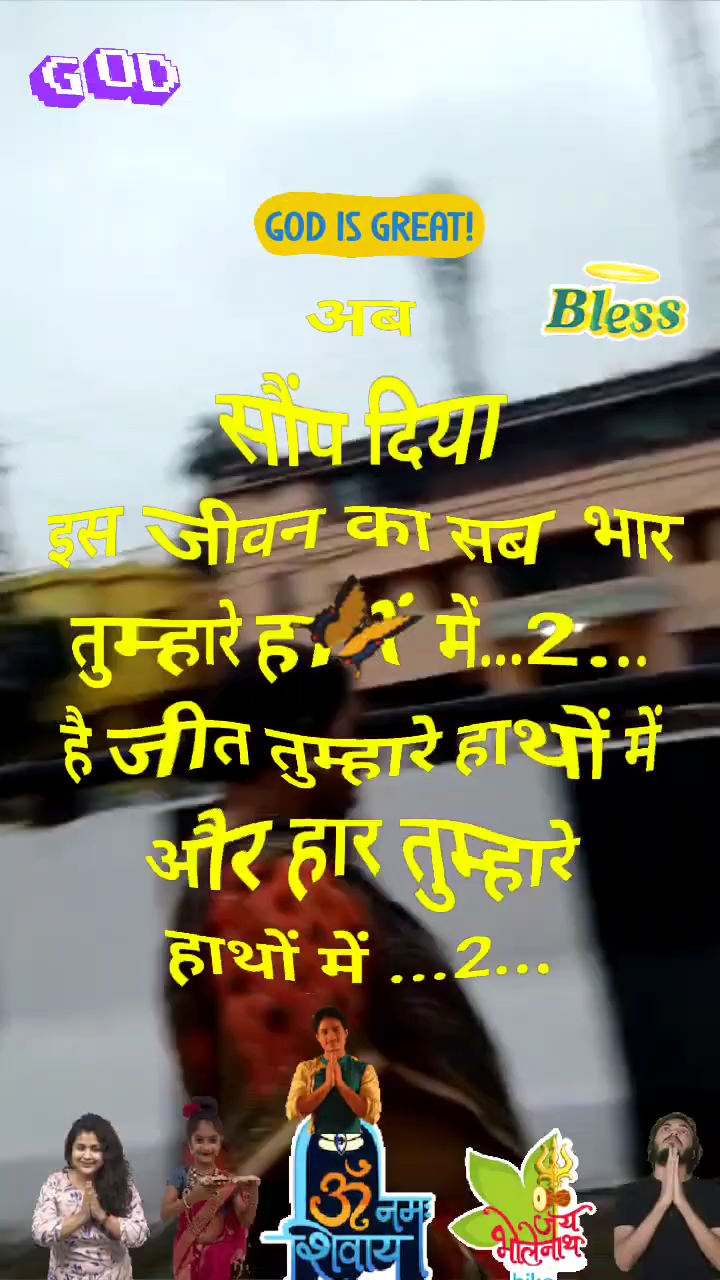 GOD
GOD IS GREAT!
Bless
अब
सौंप दिया
इस जीवन का सब भार
तुम्हारे में...2...
है जीत तुम्हारे हाथों में
और हार तुम्हारे
हाथों में ...2...
ॐ नमः
शिवाय
जय
भोलेनाथ